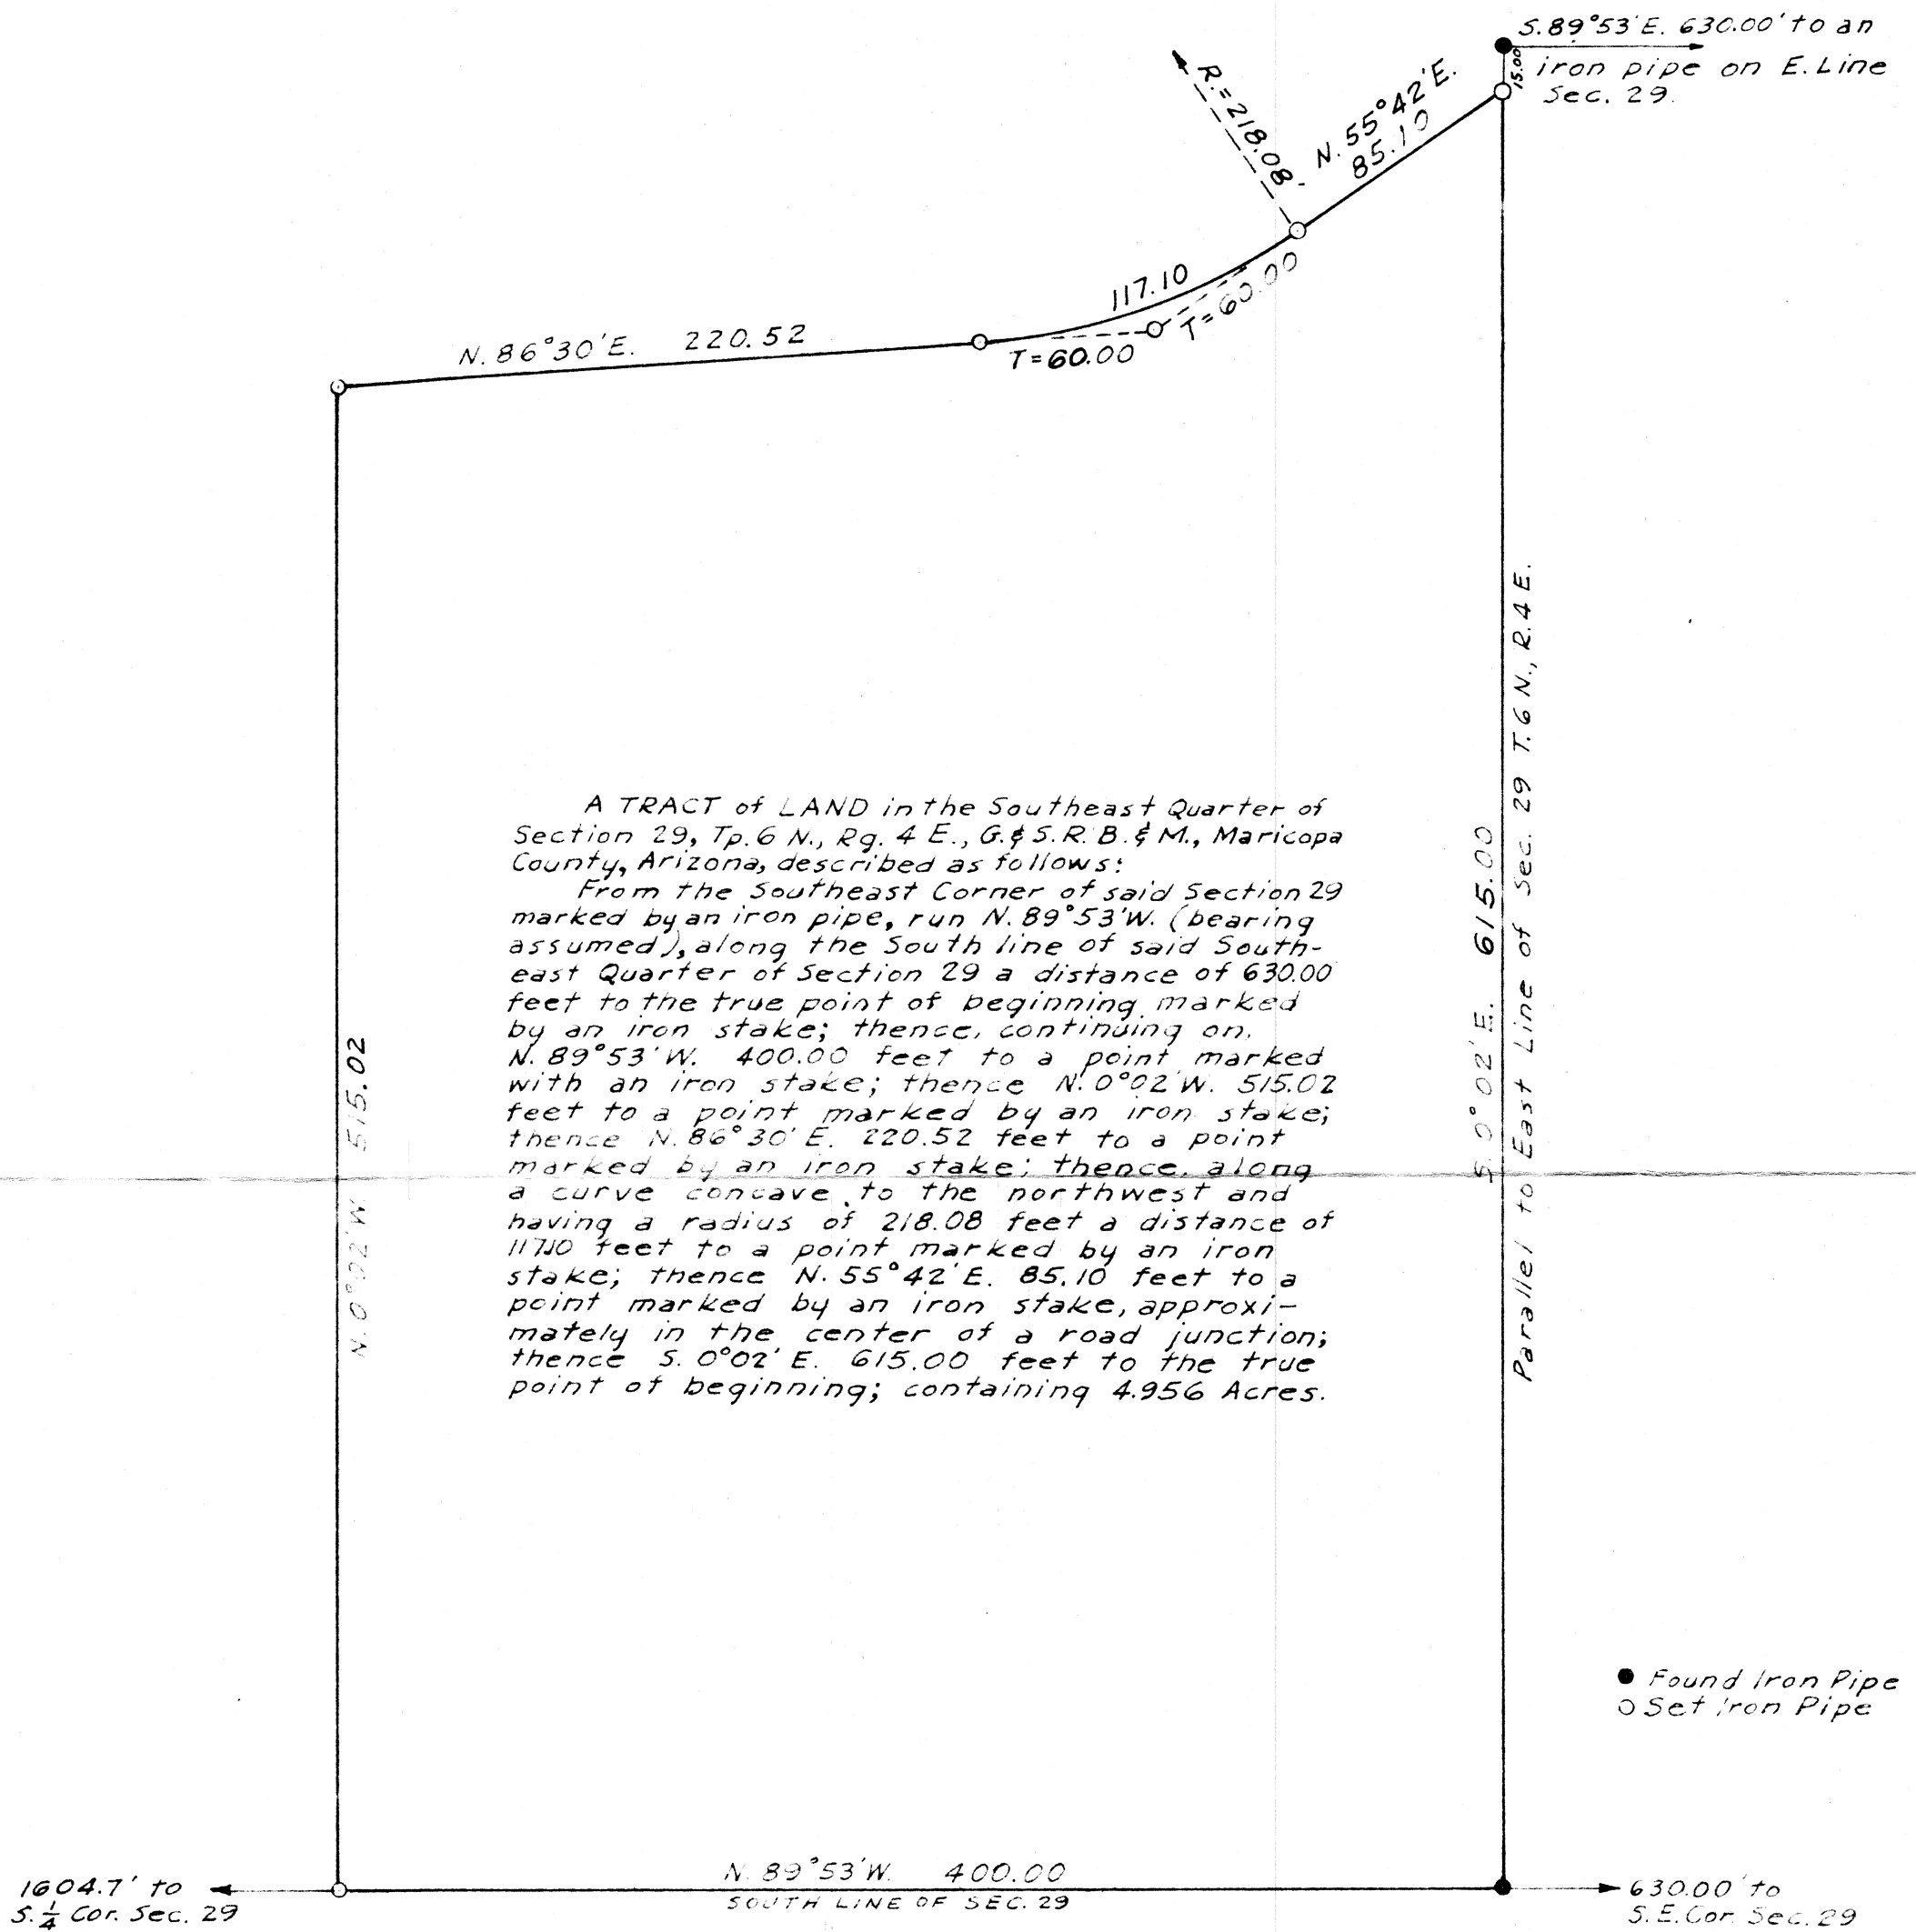 S.89°53'E. 630.00' to an
iron pipe on E. Line
Sec. 29.
15.00
R.=218.08'
N. 55°42'E.
85.10
117.10
T=60.00
N. 86°30'E. 220.52
T=60.00
A TRACT of LAND in the Southeast Quarter of
Section 29, Tp. 6 N., Rg. 4 E., G. & S. R. B. & M., Maricopa
County, Arizona, described as follows:
From the Southeast Corner of said Section 29
marked by an iron pipe, run N. 89°53'W. (bearing
assumed), along the South line of said South-
east Quarter of Section 29 a distance of 630.00
feet to the true point of beginning marked
by an iron stake; thence, continuing on,
N. 89°53'W. 400.00 feet to a point marked
with an iron stake; thence N. 0°02'W. 515.02
feet to a point marked by an iron stake;
thence N. 86°30'E. 220.52 feet to a point
marked by an iron stake; thence, along
a curve concave to the northwest and
having a radius of 218.08 feet a distance of
117.10 feet to a point marked by an iron
stake; thence N. 55°42'E. 85.10 feet to a
point marked by an iron stake, approxi-
mately in the center of a road junction;
thence S. 0°02'E. 615.00 feet to the true
point of beginning; containing 4.956 Acres.
N. 0°02'W. 515.02
S. 0°02'E. 615.00
Parallel to East Line of Sec. 29 T. 6 N., R. 4 E.
Found Iron Pipe
Set Iron Pipe
1604.7' to
S. 1/4 Cor. Sec. 29
N. 89°53'W. 400.00
SOUTH LINE OF SEC. 29
630.00' to
S. E. Cor. Sec. 29